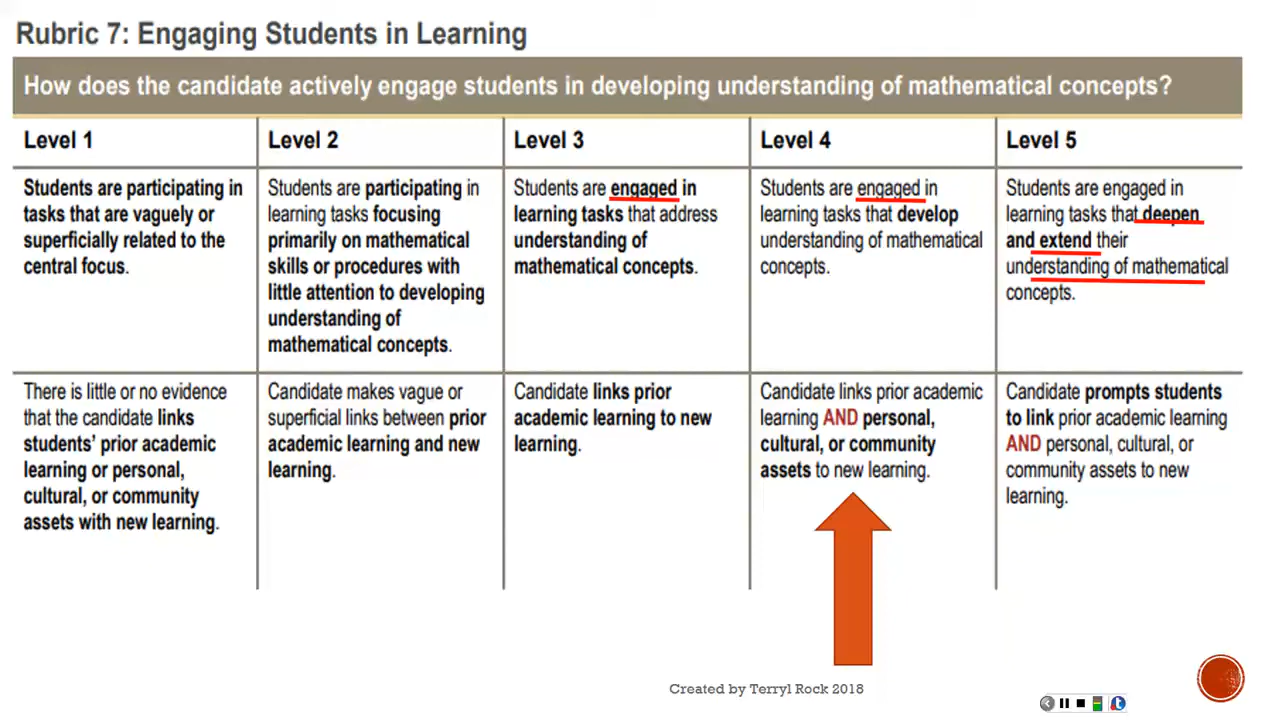 Rubric 7: Engaging Students in Learning
How does the candidate actively engage students in developing understanding of mathematical concepts?
Level 1
Level 2
Level 3
Level 4
Level 5
Students are participating in
tasks that are vaguely or
superficially related to the
central focus.
Students are participating in
learning tasks focusing
primarily on mathematical
skills or procedures with
little attention to developing
understanding of
mathematical concepts.
Students are engaged in
learning tasks that address
understanding of
mathematical concepts.
Students are engaged in
learning tasks that develop
understanding of mathematical
concepts.
Students are engaged in
learning tasks that deepen
and extend their
understanding of mathematical
concepts.
There is little or no evidence
that the candidate links
students' prior academic
learning or personal,
cultural, or community
assets with new learning.
Candidate makes vague or
superficial links between prior
academic learning and new
learning.
Candidate links prior
academic learning to new
learning.
Candidate links prior academic
learning AND personal,
cultural, or community
assets to new learning.
Candidate prompts students
to link prior academic learning
AND personal, cultural, or
community assets to new
learning.
Created by Terryl Rock 2018